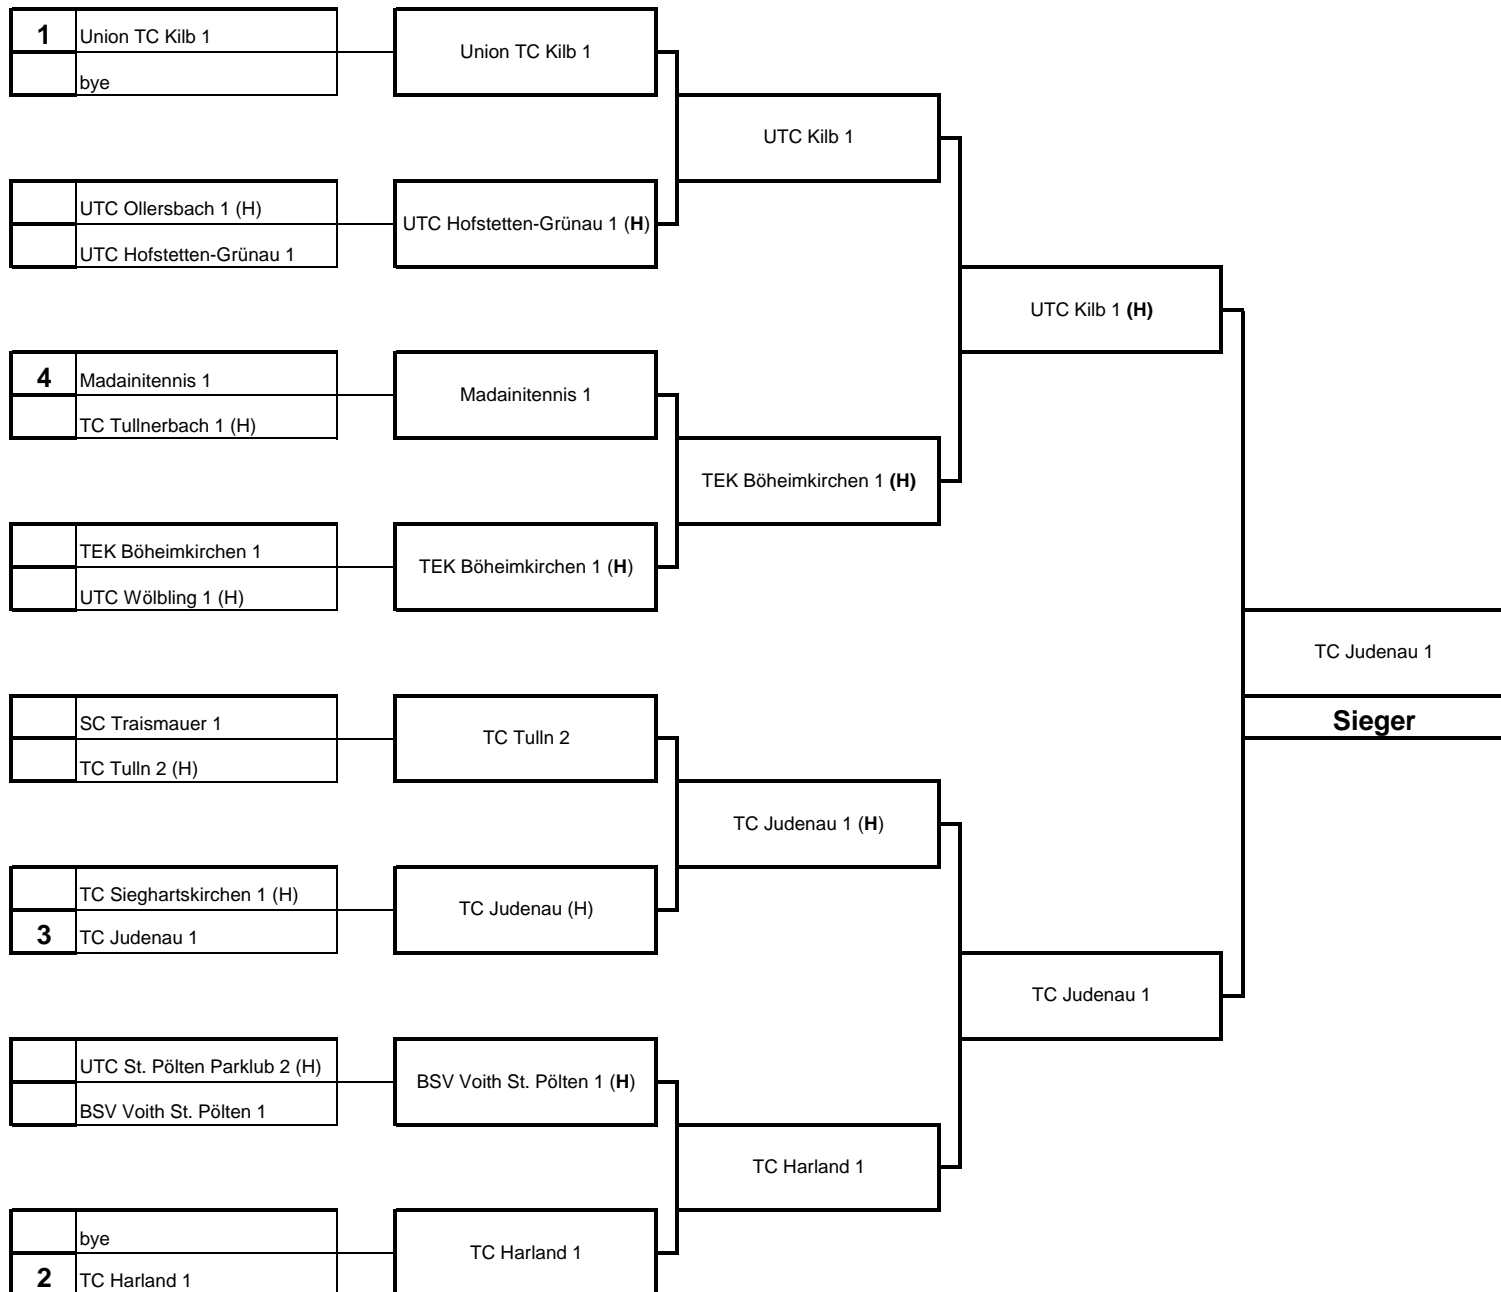 1 Union TC Kilb 1
bye
UTC Ollersbach 1 (H)
UTC Hofstetten-Grünau 1
4 Madainitennis 1
TC Tullnerbach 1 (H)
TEK Böheimkirchen 1
UTC Wölbling 1 (H)
SC Traismauer 1
TC Tulln 2 (H)
TC Sieghartskirchen 1 (H)
3 TC Judenau 1
UTC St. Pölten Parklub 2 (H)
BSV Voith St. Pölten 1
bye
2 TC Harland 1
Union TC Kilb 1
UTC Hofstetten-Grünau 1 (H)
Madainitennis 1
TEK Böheimkirchen 1 (H)
TC Tulln 2
TC Judenau (H)
BSV Voith St. Pölten 1 (H)
TC Harland 1
UTC Kilb 1
TEK Böheimkirchen 1 (H)
TC Judenau 1 (H)
TC Harland 1
UTC Kilb 1 (H)
TC Judenau 1
TC Judenau 1
Sieger